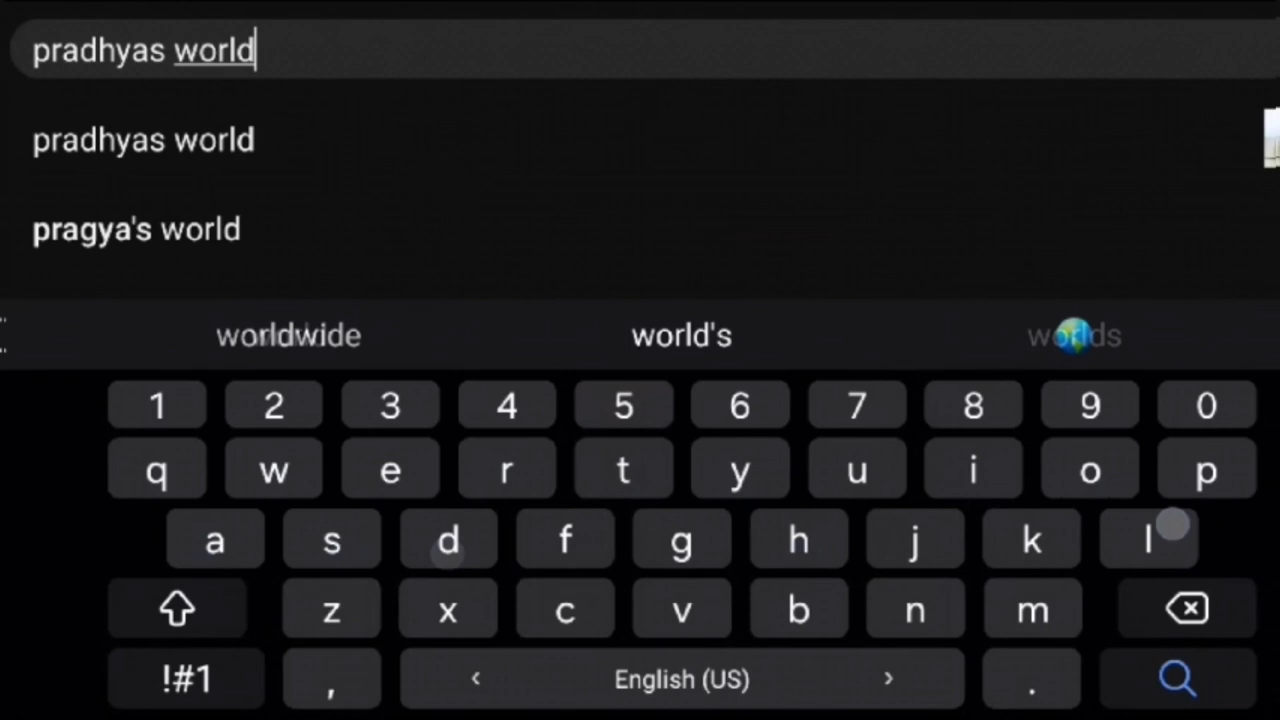 pradhyas world
pradhyas world
pragya's world
worldwide world's worlds
1 2 3 4 5 6 7 8 9 0
q w e r t y u i o p
a s d f g h j k l
z x c v b n m
!#1 , < English (US) > .